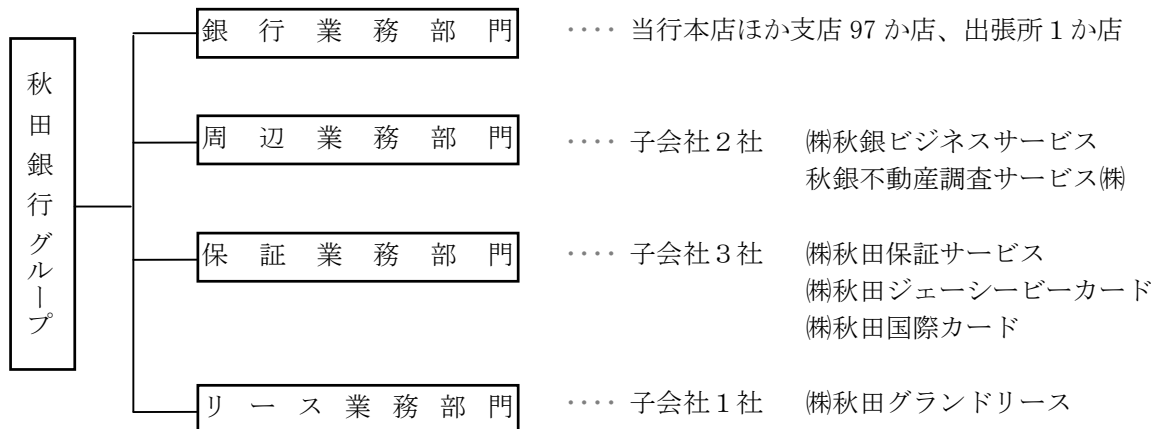 秋田銀行グループ
銀行業務部門 ‥‥ 当行本店ほか支店 97 か店、出張所１か店
周辺業務部門 ‥‥ 子会社２社 ㈱秋銀ビジネスサービス
秋銀不動産調査サービス㈱
保証業務部門 ‥‥ 子会社３社 ㈱秋田保証サービス
㈱秋田ジェーシービーカード
㈱秋田国際カード
リース業務部門 ‥‥ 子会社１社 ㈱秋田グランドリース